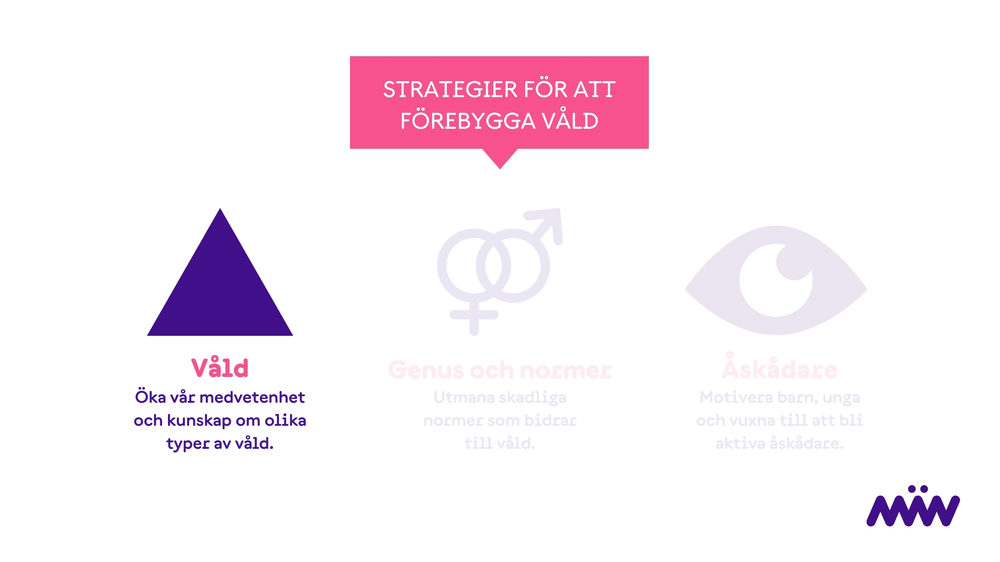 STRATEGIER FÖR ATT
FÖREBYGGA VÅLD
Våld
Öka vår medvetenhet
och kunskap om olika
typer av våld.
Genus och normer
Utmana skadliga
normer som bidrar
till våld.
Åskådare
Motivera barn, unga
och vuxna till att bli
aktiva åskådare.
MÄN